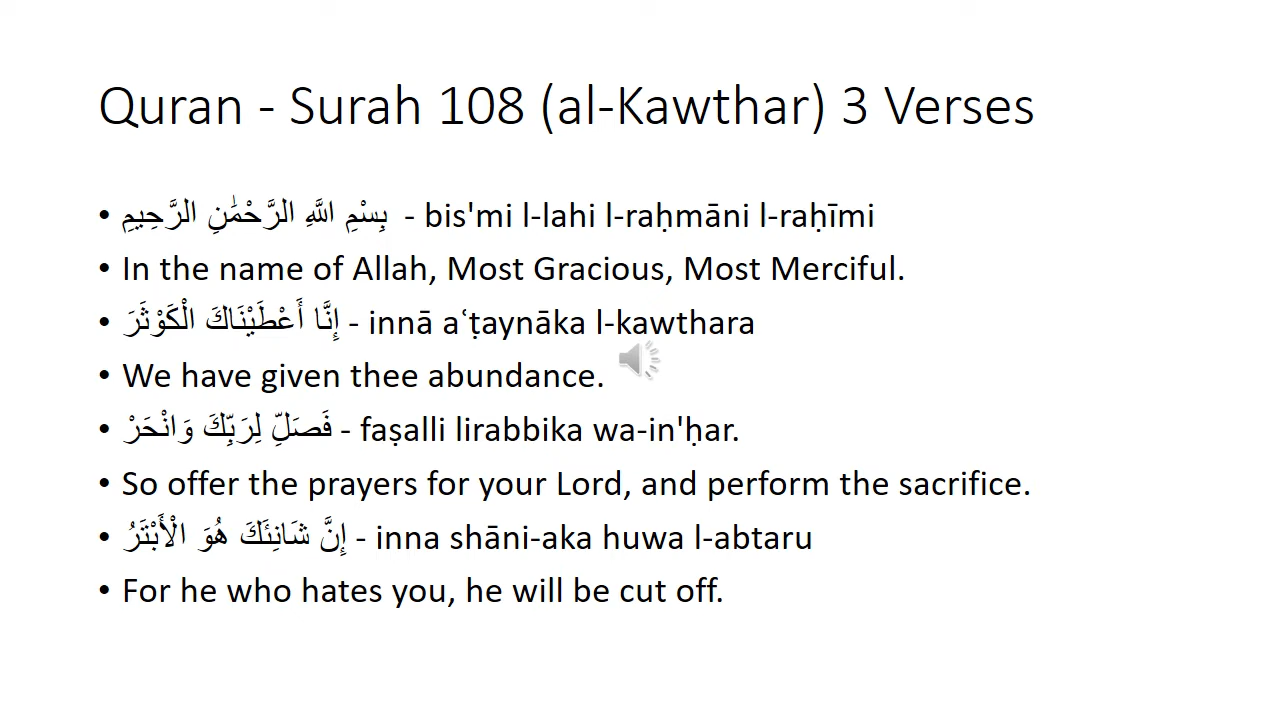 Quran - Surah 108 (al-Kawthar) 3 Verses
• بِسْمِ اللَّهِ الرَّحْمَٰنِ الرَّحِيمِ - bis'mi l-lahi l-raḥmāni l-raḥīmi
• In the name of Allah, Most Gracious, Most Merciful.
• إِنَّا أَعْطَيْنَاكَ الْكَوْثَرَ - innā aʿṭaynāka l-kawthara
• We have given thee abundance.
• فَصَلِّ لِرَبِّكَ وَانْحَرْ - faṣalli lirabbika wa-in'ḥar.
• So offer the prayers for your Lord, and perform the sacrifice.
• إِنَّ شَانِئَكَ هُوَ الْأَبْتَرُ - inna shāni-aka huwa l-abtaru
• For he who hates you, he will be cut off.